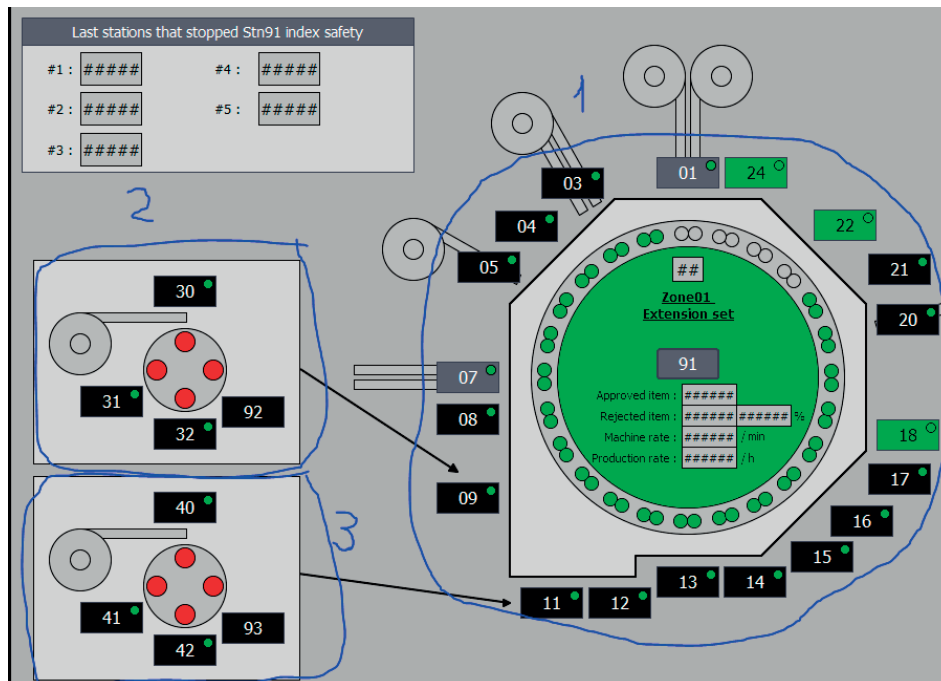 Last stations that stopped Stn91 index safety
#1 : ##### #4 : #####
#2 : ##### #5 : #####
#3 : #####
1
01 24
03
04 22
05 21
20
2
30
31 92
32
##
Zone01
Extension set
91
Approved item : ######
Rejected item : ###### ###### %
Machine rate : ###### / min
Production rate : ###### / h
07
08 18
09 17
16
15
3
40
41 93
42
11 12 13 14